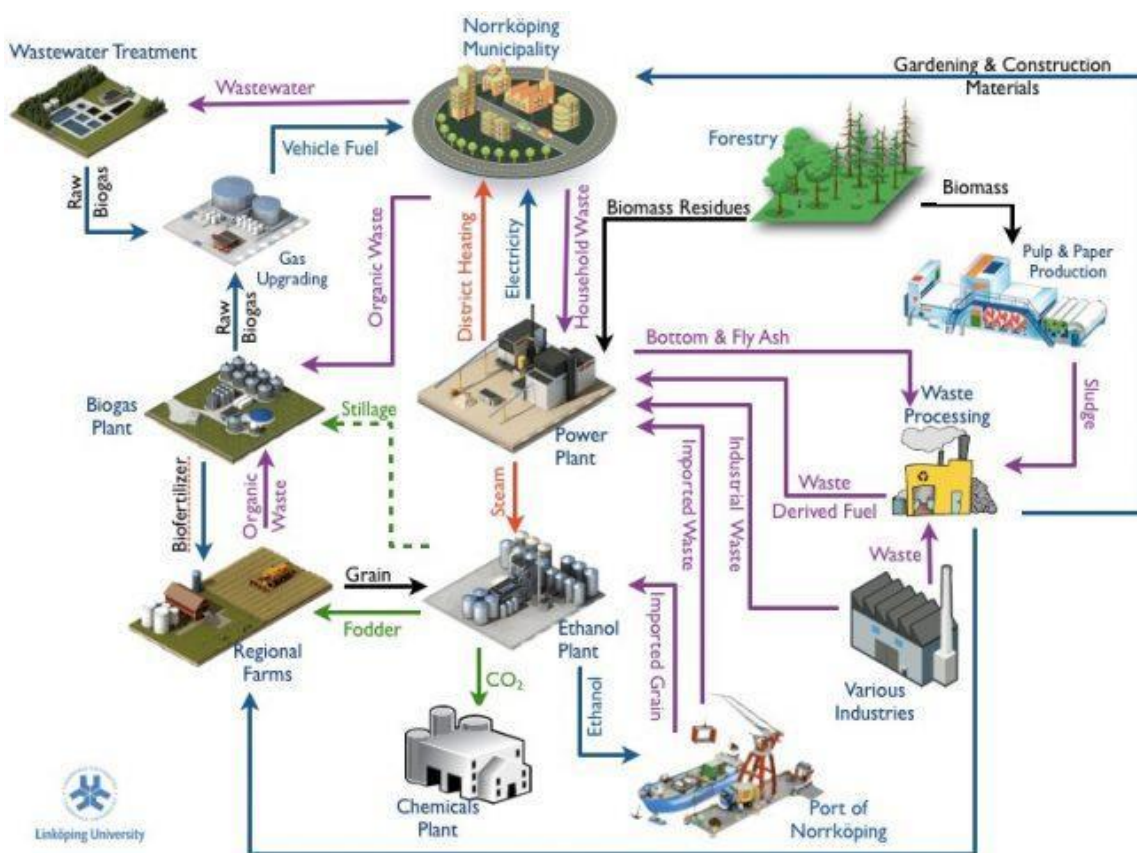 Norrköping
Municipality
Wastewater Treatment
Wastewater
Gardening & Construction
Materials
Vehicle Fuel
Forestry
Raw
Biogas
Biomass
Biomass Residues
Gas
Upgrading
Organic Waste
District Heating
Electricity
Household Waste
Pulp & Paper
Production
Raw
Biogas
Bottom & Fly Ash
Sludge
Biogas
Plant
Stillage
Power
Plant
Waste
Processing
Biofertilizer
Organic
Waste
Steam
Imported Waste
Industrial Waste
Waste
Derived Fuel
Waste
Grain
Fodder
Regional
Farms
Ethanol
Plant
Imported Grain
CO₂
Ethanol
Various
Industries
Chemicals
Plant
Port of
Norrköping
Linköping University